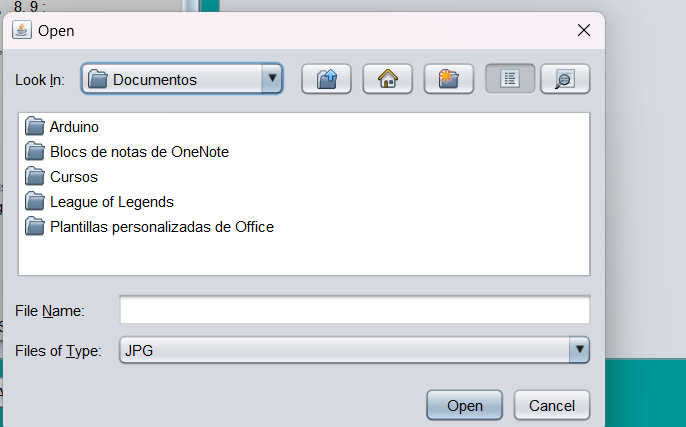 8, 9 :
Open
Look In: Documentos
Arduino
Blocs de notas de OneNote
Cursos
League of Legends
Plantillas personalizadas de Office
File Name:
Files of Type: JPG
Open Cancel